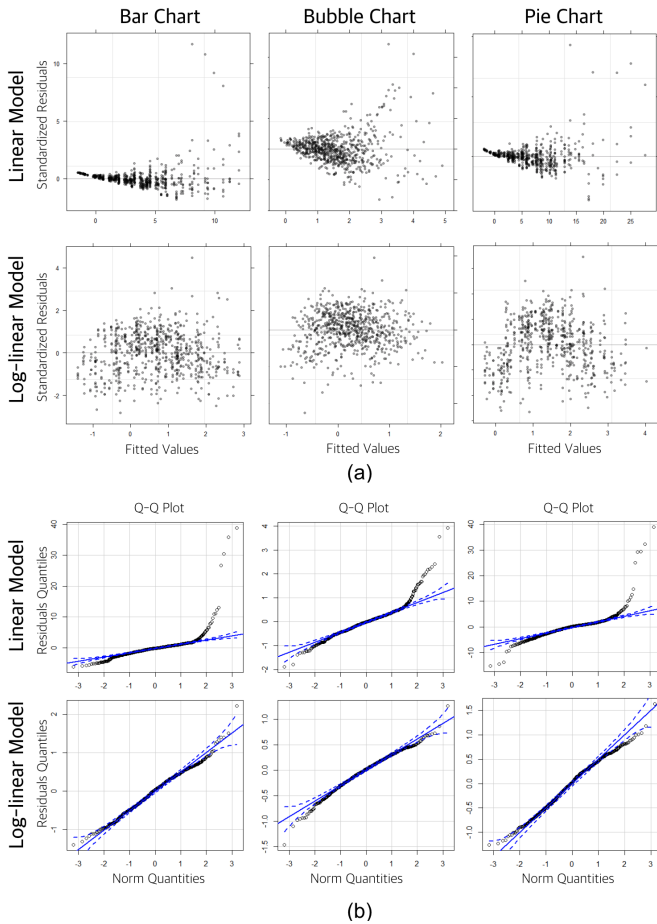 Bar Chart
Bubble Chart
Pie Chart
Linear Model
Standardized Residuals
10
5
0
0 5 10
0 1 2 3 4 5
0 5 10 15 20 25
Log-linear Model
Standardized Residuals
4
2
0
-2
-1 0 1 2 3
-1 0 1 2
0 1 2 3 4
Fitted Values
Fitted Values
Fitted Values
(a)
Q-Q Plot
Q-Q Plot
Q-Q Plot
Linear Model
Residuals Quantiles
40
30
20
10
0
-3 -2 -1 0 1 2 3
4
3
2
1
0
-1
-2
-3 -2 -1 0 1 2 3
40
30
20
10
0
-10
-3 -2 -1 0 1 2 3
Log-linear Model
Residuals Quantiles
2
1
0
-1
-3 -2 -1 0 1 2 3
1.0
0.5
0.0
-0.5
-1.0
-1.5
-3 -2 -1 0 1 2 3
1.5
1.0
0.5
0.0
-0.5
-1.0
-3 -2 -1 0 1 2 3
Norm Quantities
Norm Quantities
Norm Quantities
(b)